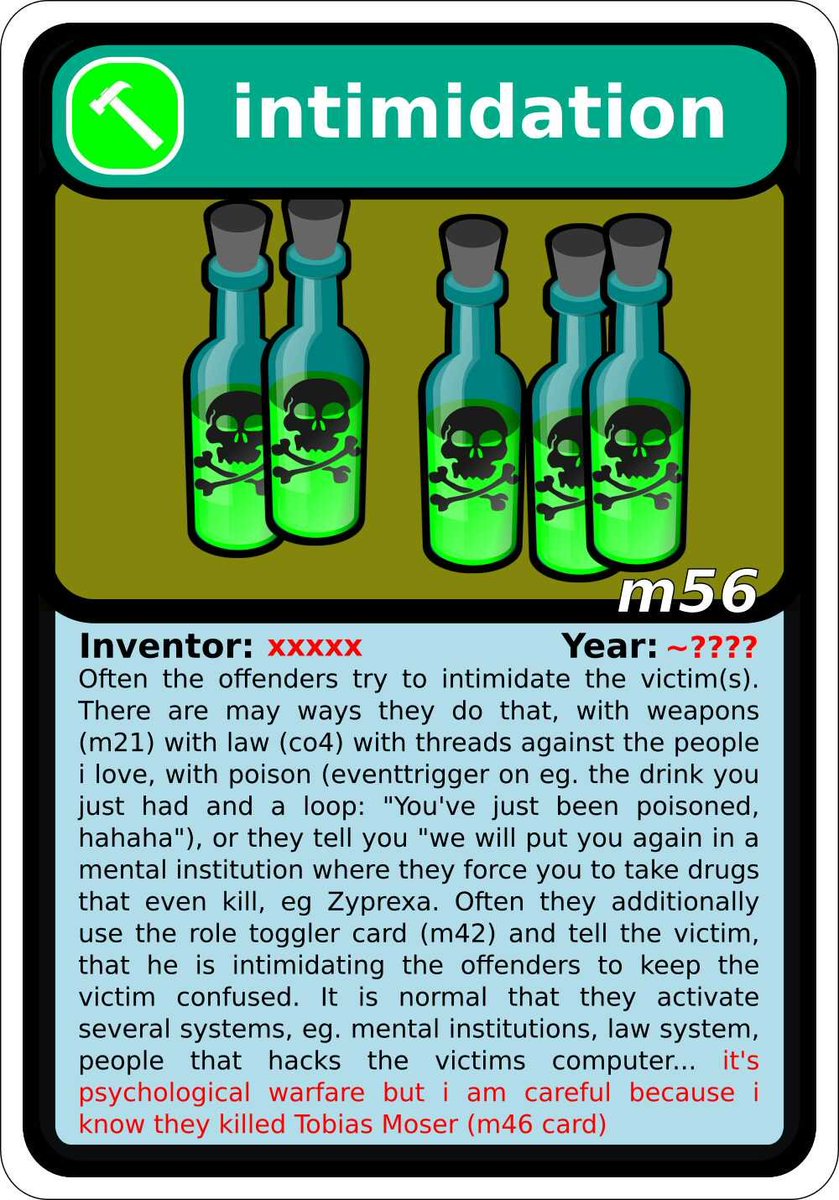 intimidation
m56
Inventor: xxxxx Year: ~????
Often the offenders try to intimidate the victim(s).
There are may ways they do that, with weapons
(m21) with law (co4) with threads against the people
i love, with poison (eventtrigger on eg. the drink you
just had and a loop: "You've just been poisoned,
hahaha"), or they tell you "we will put you again in a
mental institution where they force you to take drugs
that even kill, eg Zyprexa. Often they additionally
use the role toggler card (m42) and tell the victim,
that he is intimidating the offenders to keep the
victim confused. It is normal that they activate
several systems, eg. mental institutions, law system,
people that hacks the victims computer... it's
psychological warfare but i am careful because i
know they killed Tobias Moser (m46 card)